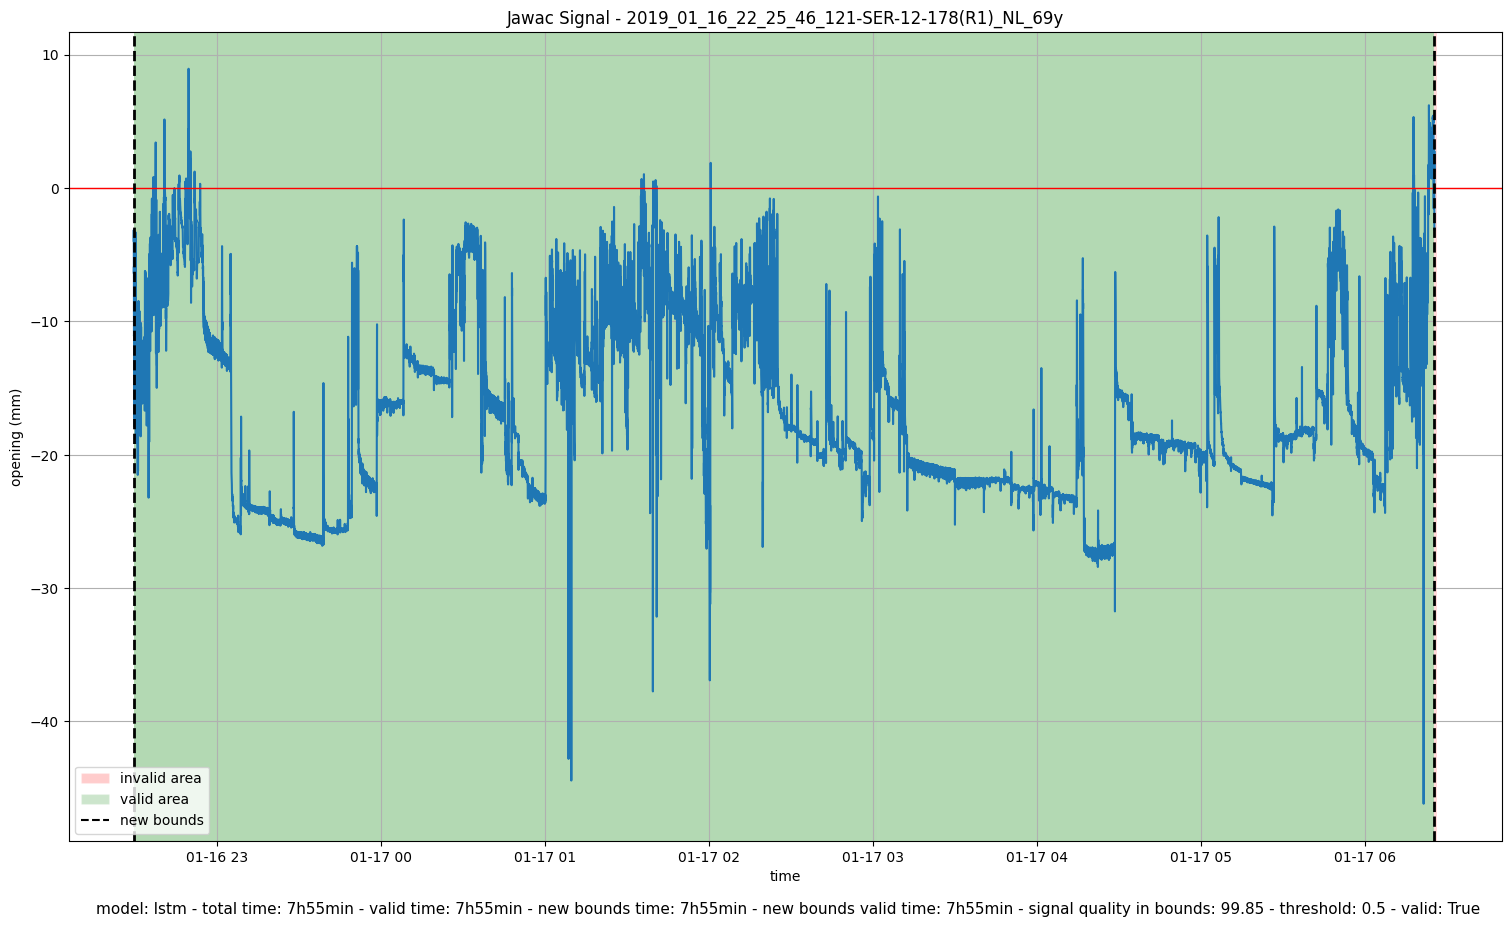 Jawac Signal - 2019_01_16_22_25_46_121-SER-12-178(R1)_NL_69y
10
0
−10
−20
−30
−40
opening (mm)
invalid area
valid area
new bounds
01-16 23
01-17 00
01-17 01
01-17 02
01-17 03
01-17 04
01-17 05
01-17 06
time
model: lstm - total time: 7h55min - valid time: 7h55min - new bounds time: 7h55min - new bounds valid time: 7h55min - signal quality in bounds: 99.85 - threshold: 0.5 - valid: True